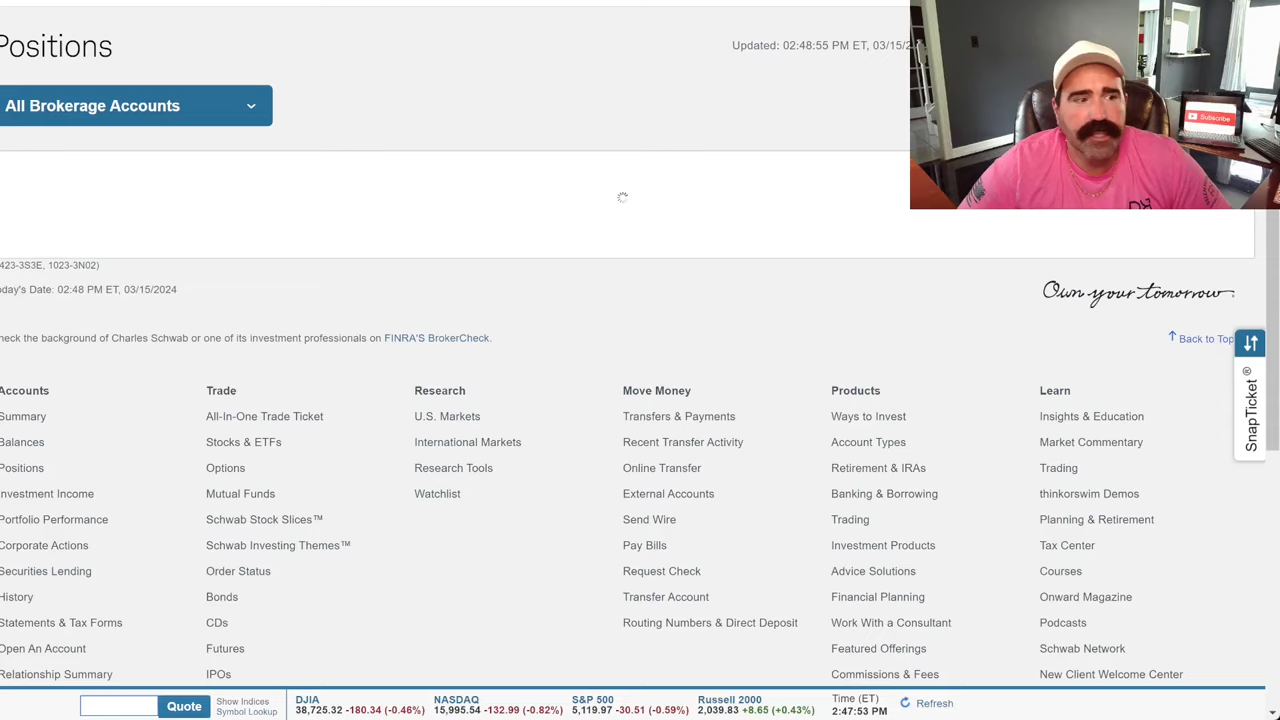 Positions
Updated: 02:48:55 PM ET, 03/15/2
All Brokerage Accounts
Subscribe
423-3S3E, 1023-3N02)
oday's Date: 02:48 PM ET, 03/15/2024
Own your tomorrow.
heck the background of Charles Schwab or one of its investment professionals on FINRA'S BrokerCheck.
Back to Top
SnapTicket®
Accounts
Summary
Balances
Positions
Investment Income
Portfolio Performance
Corporate Actions
Securities Lending
History
Statements & Tax Forms
Open An Account
Relationship Summary
Trade
All-In-One Trade Ticket
Stocks & ETFs
Options
Mutual Funds
Schwab Stock Slices™
Schwab Investing Themes™
Order Status
Bonds
CDs
Futures
IPOs
Research
U.S. Markets
International Markets
Research Tools
Watchlist
Move Money
Transfers & Payments
Recent Transfer Activity
Online Transfer
External Accounts
Send Wire
Pay Bills
Request Check
Transfer Account
Routing Numbers & Direct Deposit
Products
Ways to Invest
Account Types
Retirement & IRAs
Banking & Borrowing
Trading
Investment Products
Advice Solutions
Financial Planning
Work With a Consultant
Featured Offerings
Commissions & Fees
Learn
Insights & Education
Market Commentary
Trading
thinkorswim Demos
Planning & Retirement
Tax Center
Courses
Onward Magazine
Podcasts
Schwab Network
New Client Welcome Center
Quote
Show Indices
Symbol Lookup
DJIA
38,725.32 -180.34 (-0.46%)
NASDAQ
15,995.54 -132.99 (-0.82%)
S&P 500
5,119.97 -30.51 (-0.59%)
Russell 2000
2,039.83 +8.65 (+0.43%)
Time (ET)
2:47:53 PM
Refresh